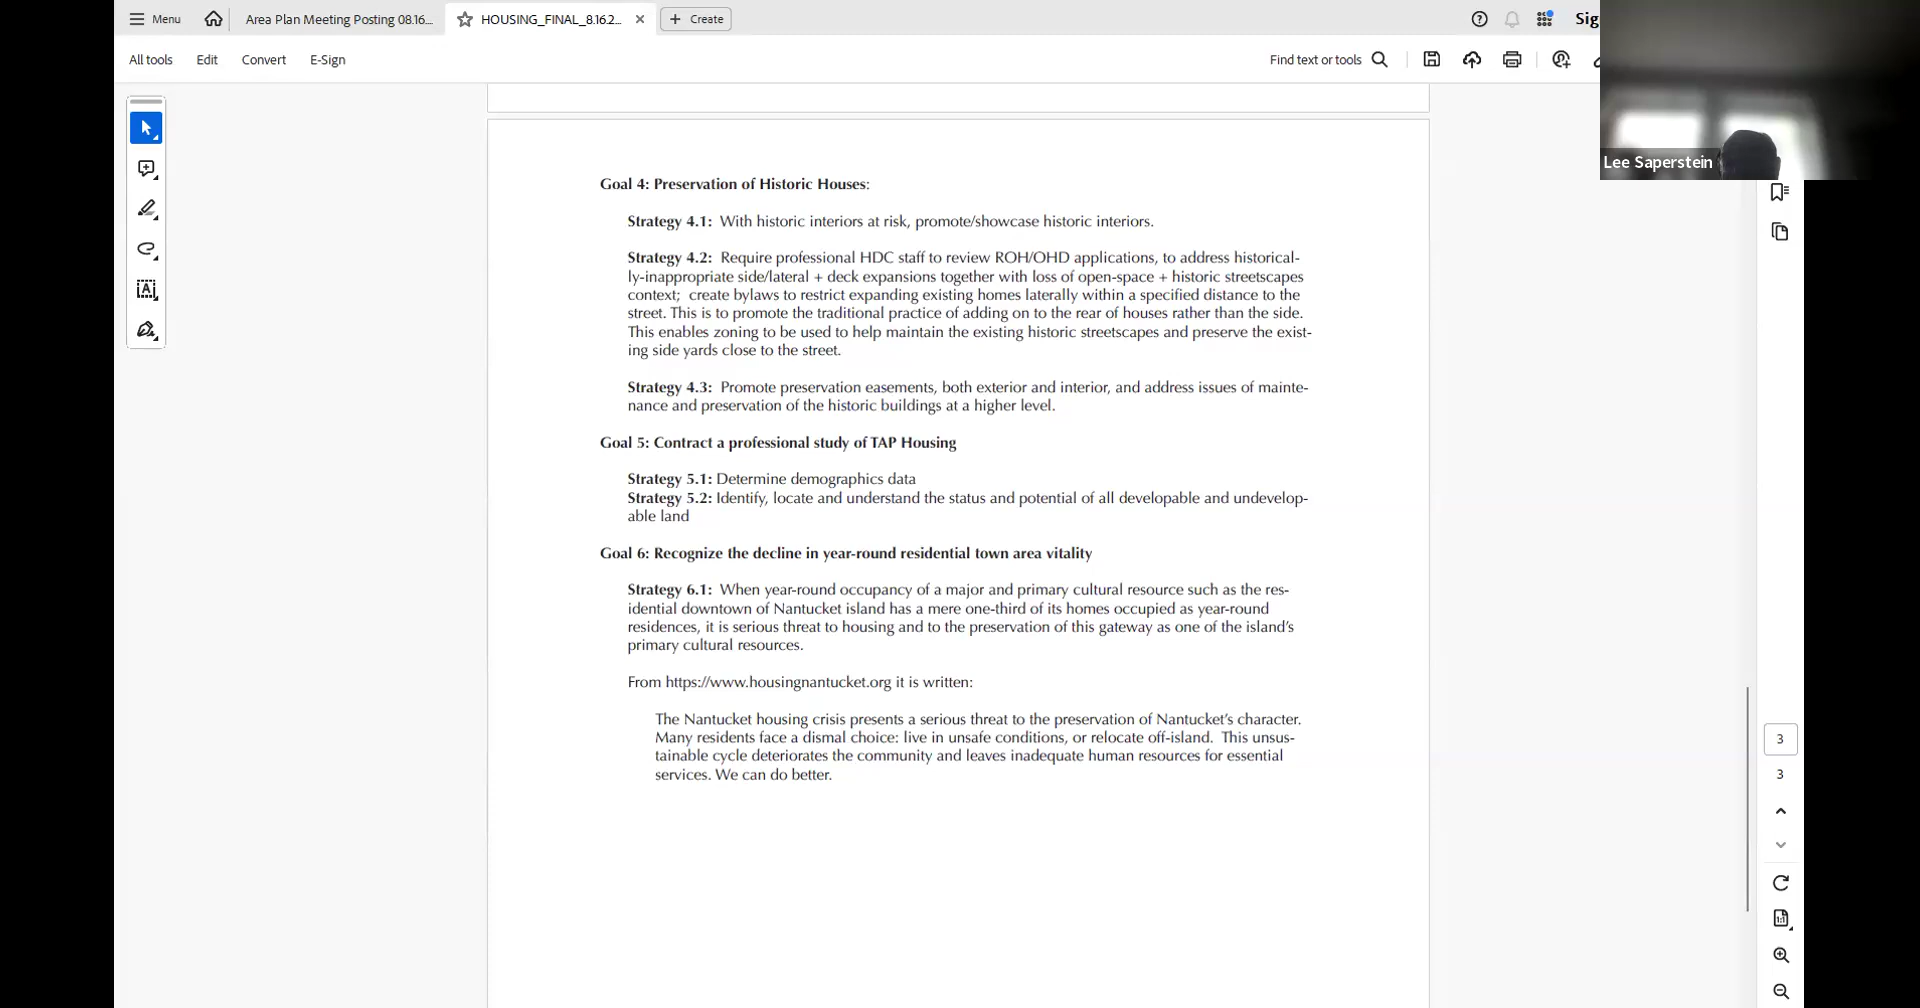 Menu
Area Plan Meeting Posting 08.16...
HOUSING_FINAL_8.16.2...
Create
Sig
All tools
Edit
Convert
E-Sign
Find text or tools
Lee Saperstein
Goal 4: Preservation of Historic Houses:
Strategy 4.1: With historic interiors at risk, promote/showcase historic interiors.
Strategy 4.2: Require professional HDC staff to review ROH/OHD applications, to address historical-
ly-inappropriate side/lateral + deck expansions together with loss of open-space + historic streetscapes
context; create bylaws to restrict expanding existing homes laterally within a specified distance to the
street. This is to promote the traditional practice of adding on to the rear of houses rather than the side.
This enables zoning to be used to help maintain the existing historic streetscapes and preserve the exist-
ing side yards close to the street.
Strategy 4.3: Promote preservation easements, both exterior and interior, and address issues of mainte-
nance and preservation of the historic buildings at a higher level.
Goal 5: Contract a professional study of TAP Housing
Strategy 5.1: Determine demographics data
Strategy 5.2: Identify, locate and understand the status and potential of all developable and undevelop-
able land
Goal 6: Recognize the decline in year-round residential town area vitality
Strategy 6.1: When year-round occupancy of a major and primary cultural resource such as the res-
idential downtown of Nantucket island has a mere one-third of its homes occupied as year-round
residences, it is serious threat to housing and to the preservation of this gateway as one of the island's
primary cultural resources.
From https://www.housingnantucket.org it is written:
The Nantucket housing crisis presents a serious threat to the preservation of Nantucket's character.
Many residents face a dismal choice: live in unsafe conditions, or relocate off-island. This unsus-
tainable cycle deteriorates the community and leaves inadequate human resources for essential
services. We can do better.
3
3